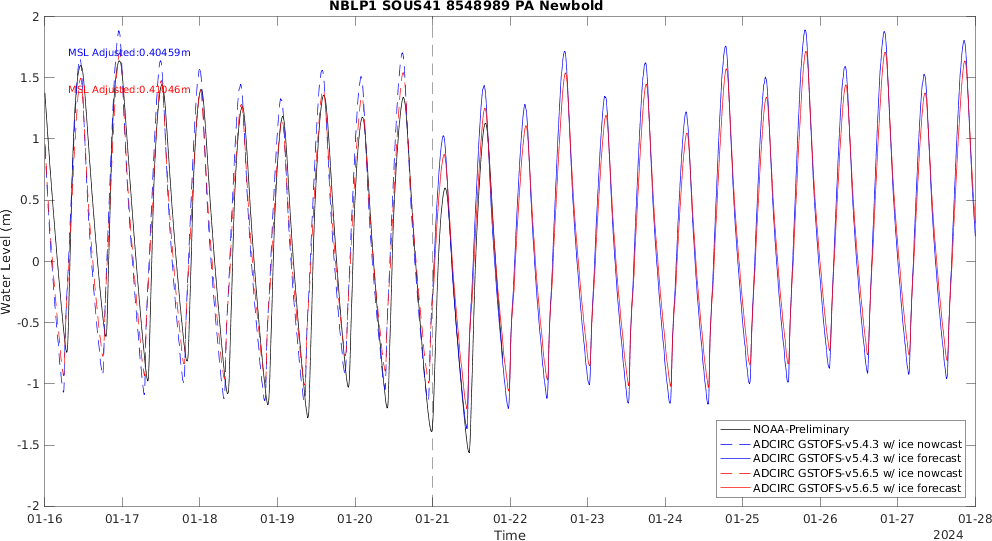 NBLP1 SOUS41 8548989 PA Newbold
2
1.5
1
0.5
0
-0.5
-1
-1.5
-2
Water Level (m)
MSL Adjusted:0.40459m
MSL Adjusted:0.41046m
NOAA-Preliminary
ADCIRC GSTOFS-v5.4.3 w/ ice nowcast
ADCIRC GSTOFS-v5.4.3 w/ ice forecast
ADCIRC GSTOFS-v5.6.5 w/ ice nowcast
ADCIRC GSTOFS-v5.6.5 w/ ice forecast
01-16 01-17 01-18 01-19 01-20 01-21 01-22 01-23 01-24 01-25 01-26 01-27 01-28
Time
2024